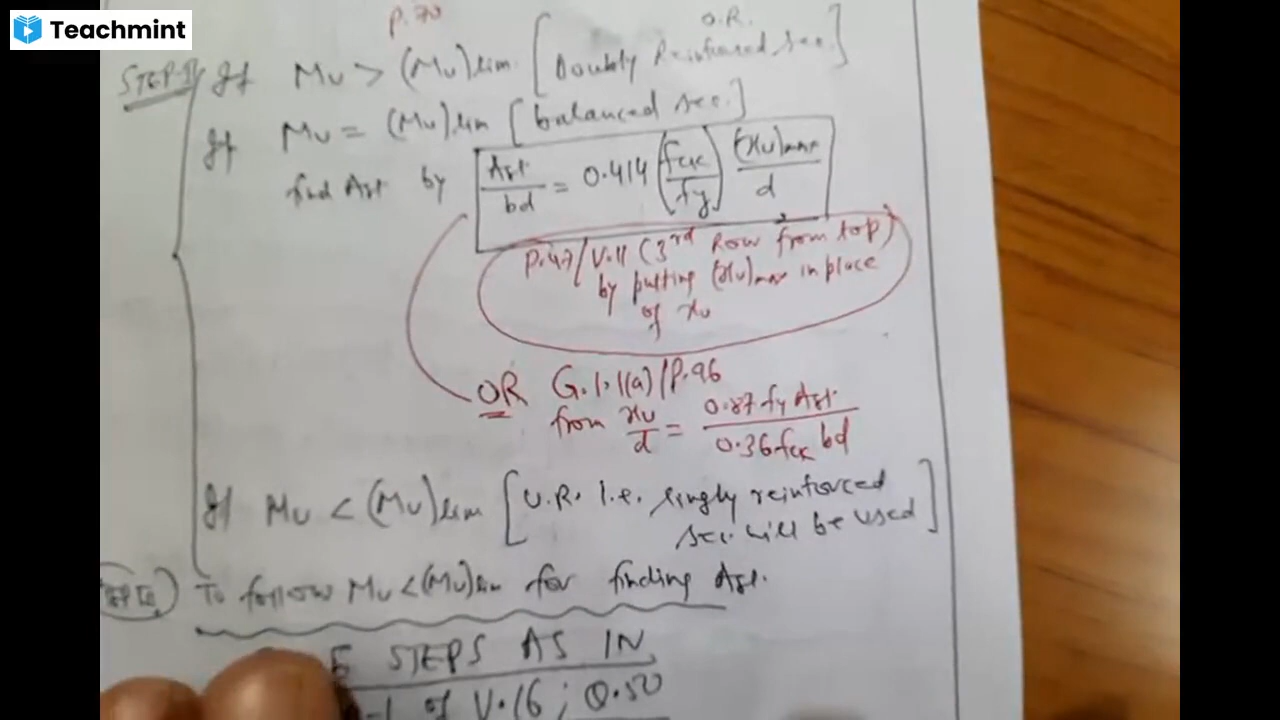 Teachmint
P.70
O.R.
STEP-II If Mu > (Mu)lim. [Doubly Reinforced sec.]
If Mu = (Mu)lim [balanced sec.]
find Ast by Ast/bd = 0.414 (fck/fy) (xu)max/d
P.47/V.11 (3rd Row from top)
by putting (xu)max in place
of xu
OR G.1.1(a)/P.96
from xu/d = 0.87 fy Ast/0.36 fck bd
If Mu < (Mu)lim [U.R. i.e. singly reinforced
sec. will be used]
To follow Mu < (Mu)lim for finding Ast.
5 STEPS AS IN
-1 of V.16; Q.50